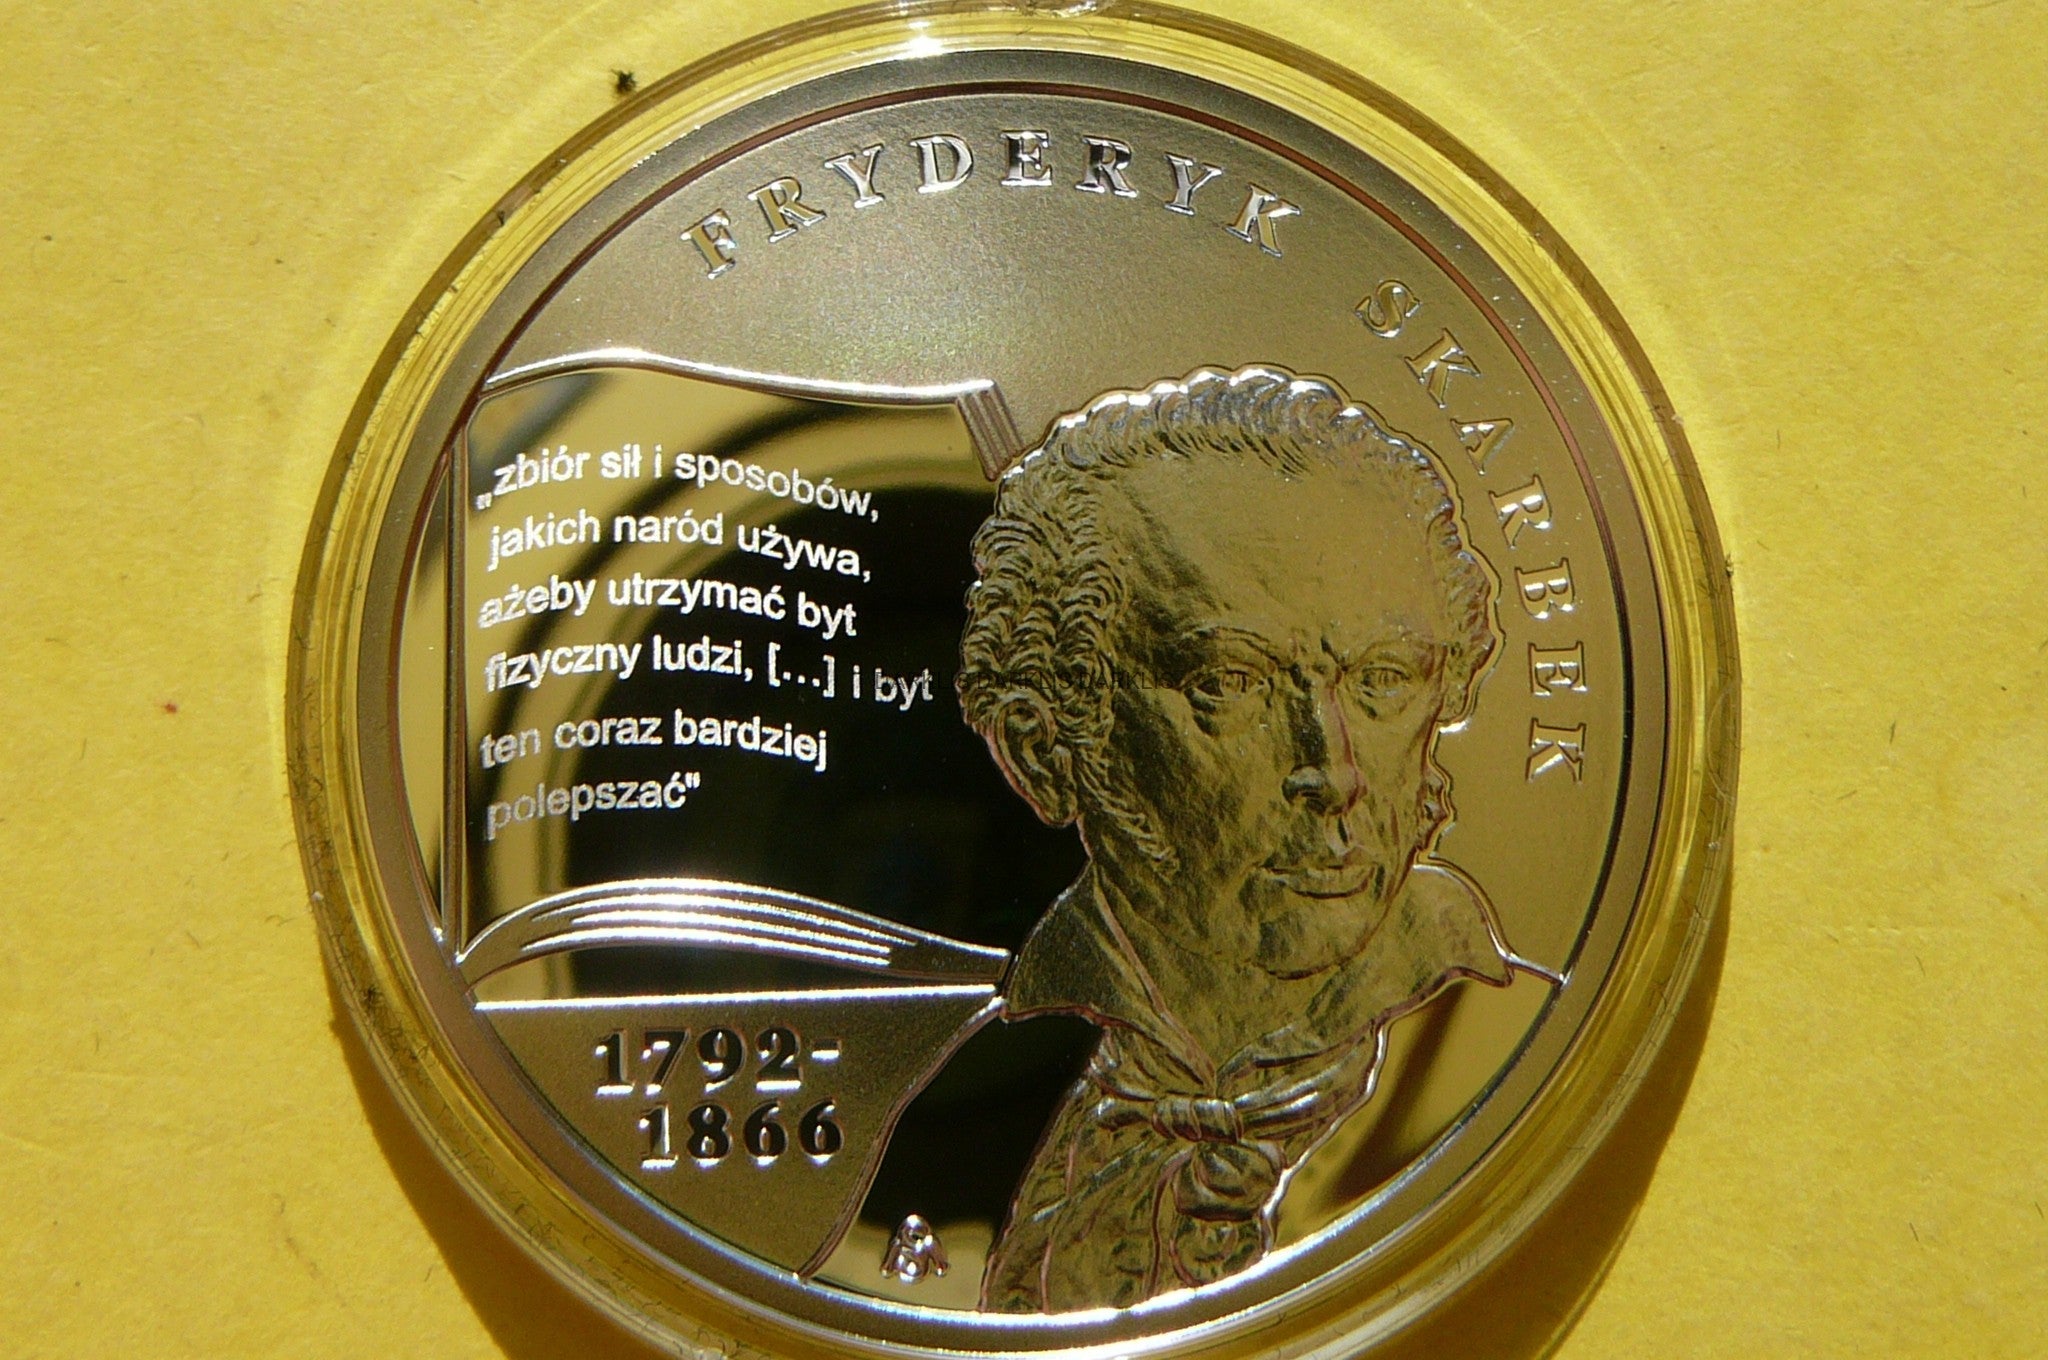 FRYDERYK SKARBEK
„zbiór sił i sposobów,
jakich naród używa,
ażeby utrzymać byt
fizyczny ludzi, [...] i byt
ten coraz bardziej
polepszać"
1792-
1866